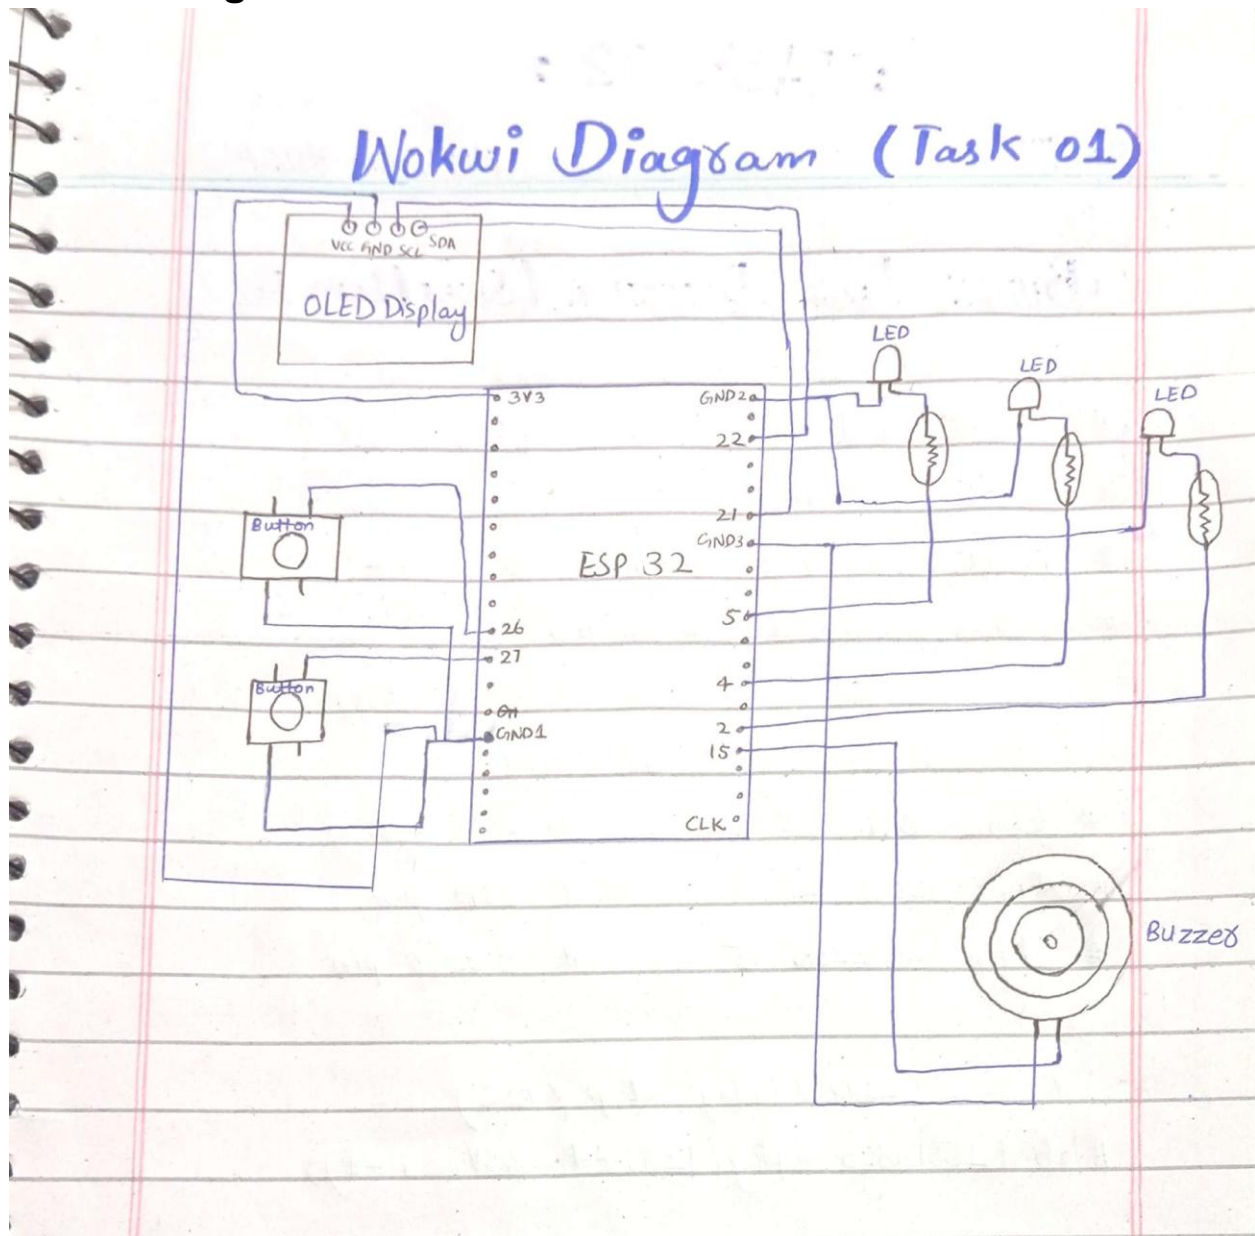 Wokwi Diagram (Task 01)
VCC GND SCL SDA
OLED Display
LED
LED
LED
3V3
GND2
22
21
GND3
Button
ESP 32
5
26
27
4
Button
GND1
2
15
CLK
Buzzer